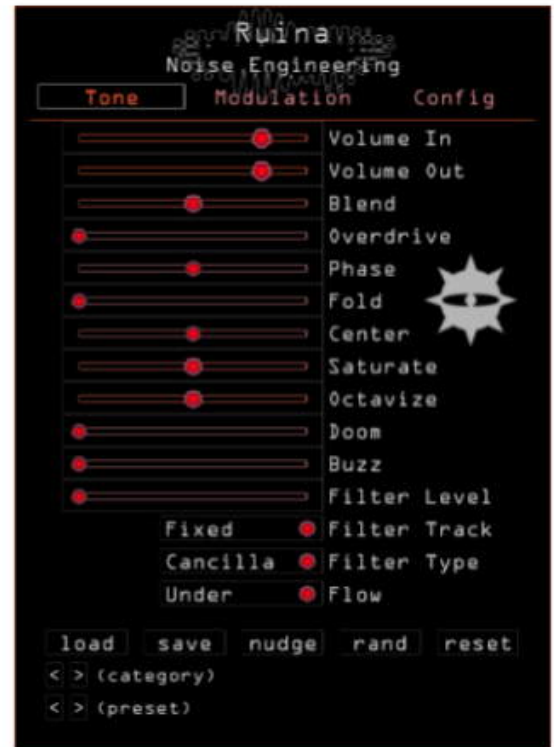 Ruina
Noise Engineering
Tone Modulation Config
Volume In
Volume Out
Blend
Overdrive
Phase
Fold
Center
Saturate
Octavize
Doom
Buzz
Filter Level
Fixed Filter Track
Cancilla Filter Type
Under Flow
load save nudge rand reset
< > (category)
< > (preset)